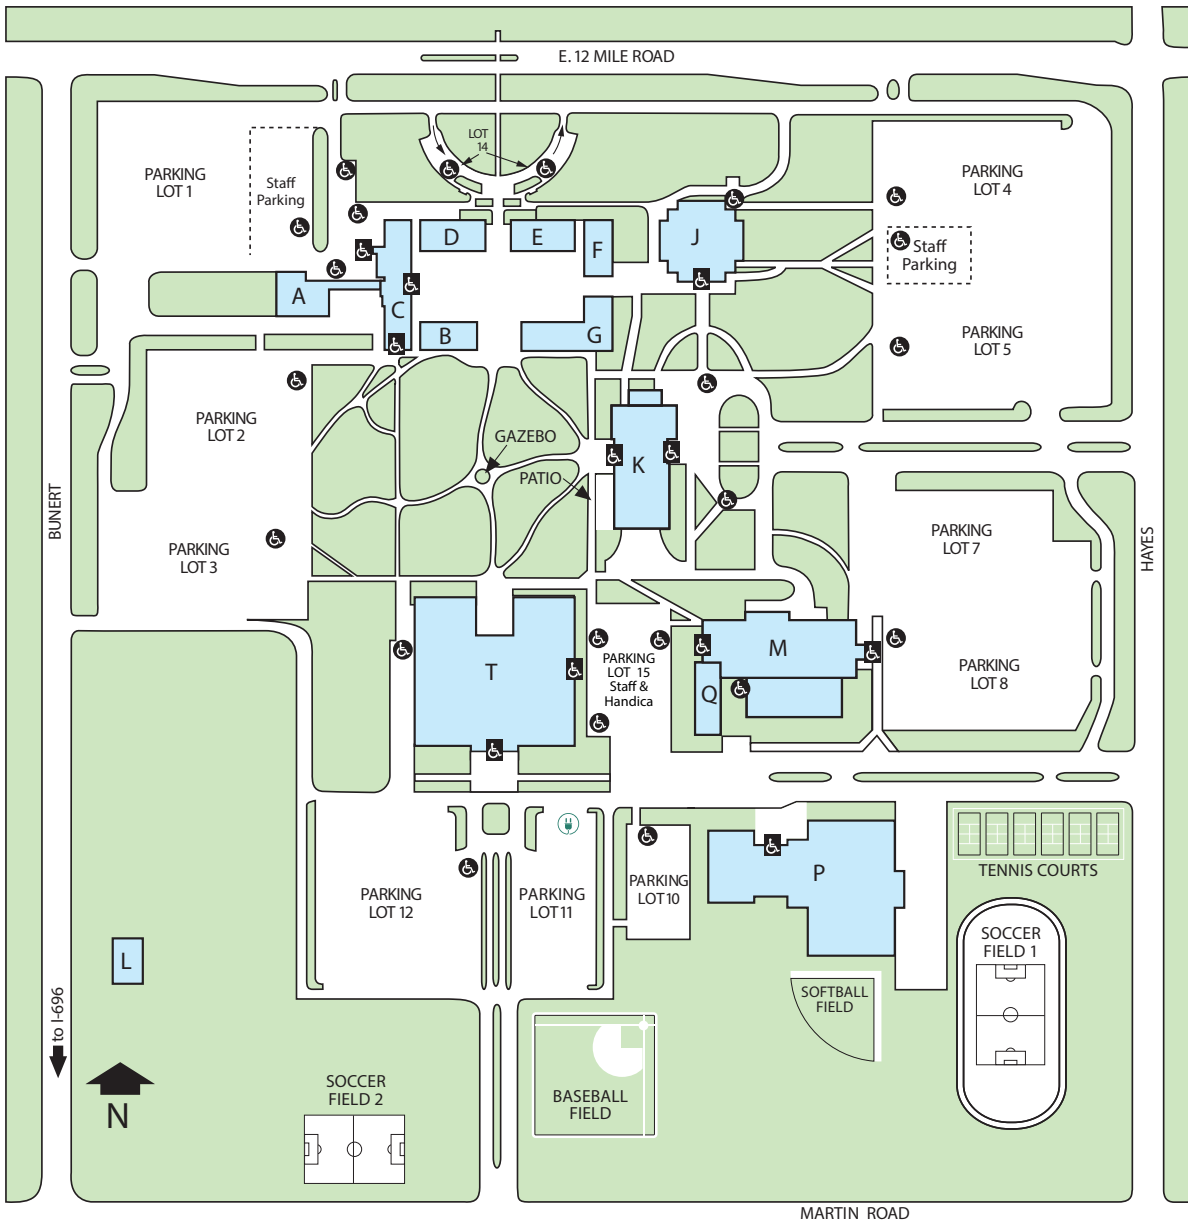 E. 12 MILE ROAD
LOT
14
PARKING
LOT 1
Staff
Parking
PARKING
LOT 4
D
E
F
J
Staff
Parking
A
C
B
G
PARKING
LOT 5
PARKING
LOT 2
GAZEBO
K
PATIO
BUNERT
HAYES
PARKING
LOT 7
PARKING
LOT 3
T
PARKING
LOT 15
Staff &
Handica
M
Q
PARKING
LOT 8
PARKING
LOT 12
PARKING
LOT 11
PARKING
LOT 10
P
TENNIS COURTS
L
SOCCER
FIELD 1
SOFTBALL
FIELD
to I-696
N
SOCCER
FIELD 2
BASEBALL
FIELD
MARTIN ROAD